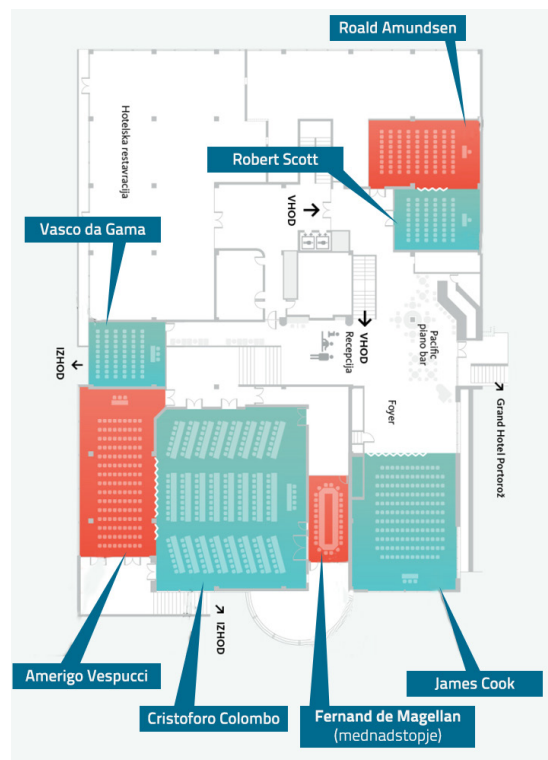 Roald Amundsen
Hotelska restavracija
Robert Scott
VHOD
Vasco da Gama
Pacific
piano bar
VHOD
Recepcija
IZHOD
Foyer
Grand Hotel Portorož
IZHOD
Amerigo Vespucci
James Cook
Cristoforo Colombo
Fernand de Magellan
(mednadstopje)